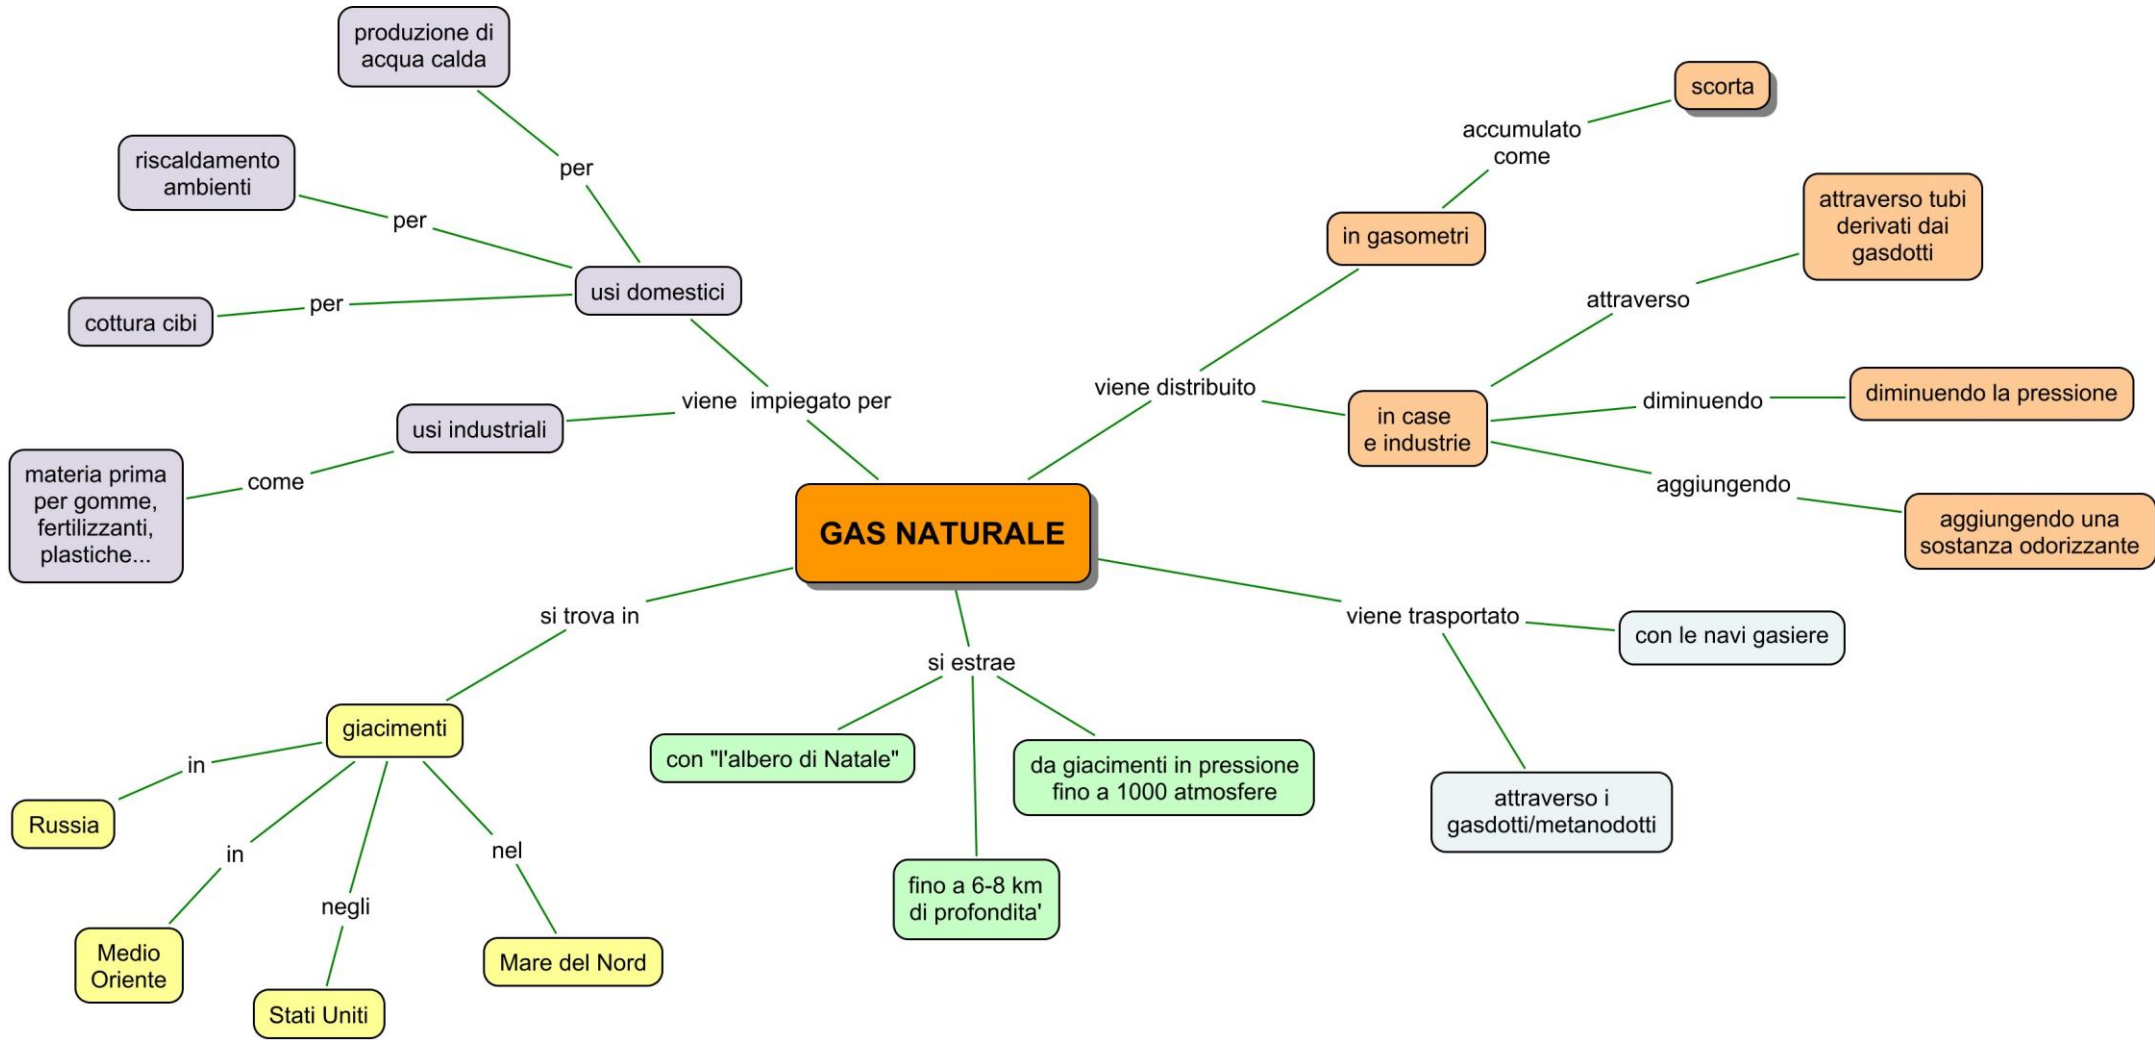 produzione di
acqua calda
per
riscaldamento
ambienti
per
usi domestici
cottura cibi
per
viene  impiegato per
usi industriali
come
materia prima
per gomme,
fertilizzanti,
plastiche...
scorta
accumulato
come
in gasometri
attraverso tubi
derivati dai
gasdotti
attraverso
viene distribuito
in case
e industrie
diminuendo
diminuendo la pressione
aggiungendo
aggiungendo una
sostanza odorizzante
GAS NATURALE
si trova in
giacimenti
in
Russia
in
Medio
Oriente
negli
Stati Uniti
nel
Mare del Nord
si estrae
con "l'albero di Natale"
fino a 6-8 km
di profondita'
da giacimenti in pressione
fino a 1000 atmosfere
viene trasportato
con le navi gasiere
attraverso i
gasdotti/metanodotti